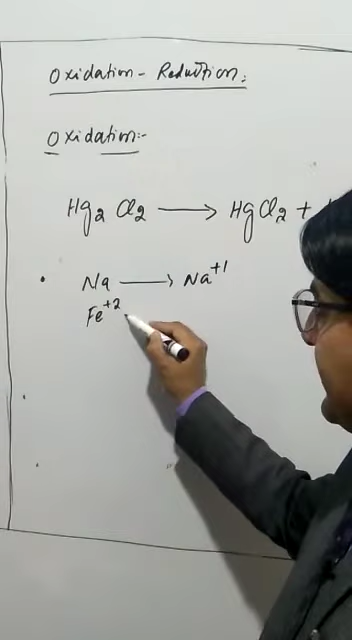 Oxidation - Reduction:
Oxidation:-
Hg₂ Cl₂ ⟶ HgCl₂ +
Na ⟶ Na⁺¹
Fe⁺²